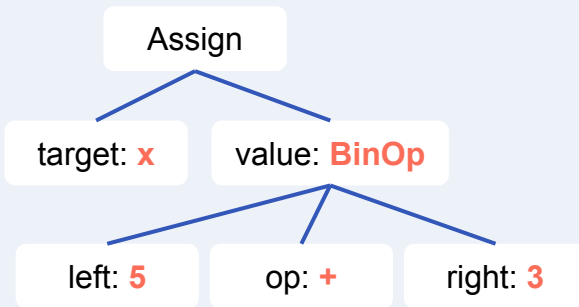 Assign
target: x
value: BinOp
left: 5
op: +
right: 3